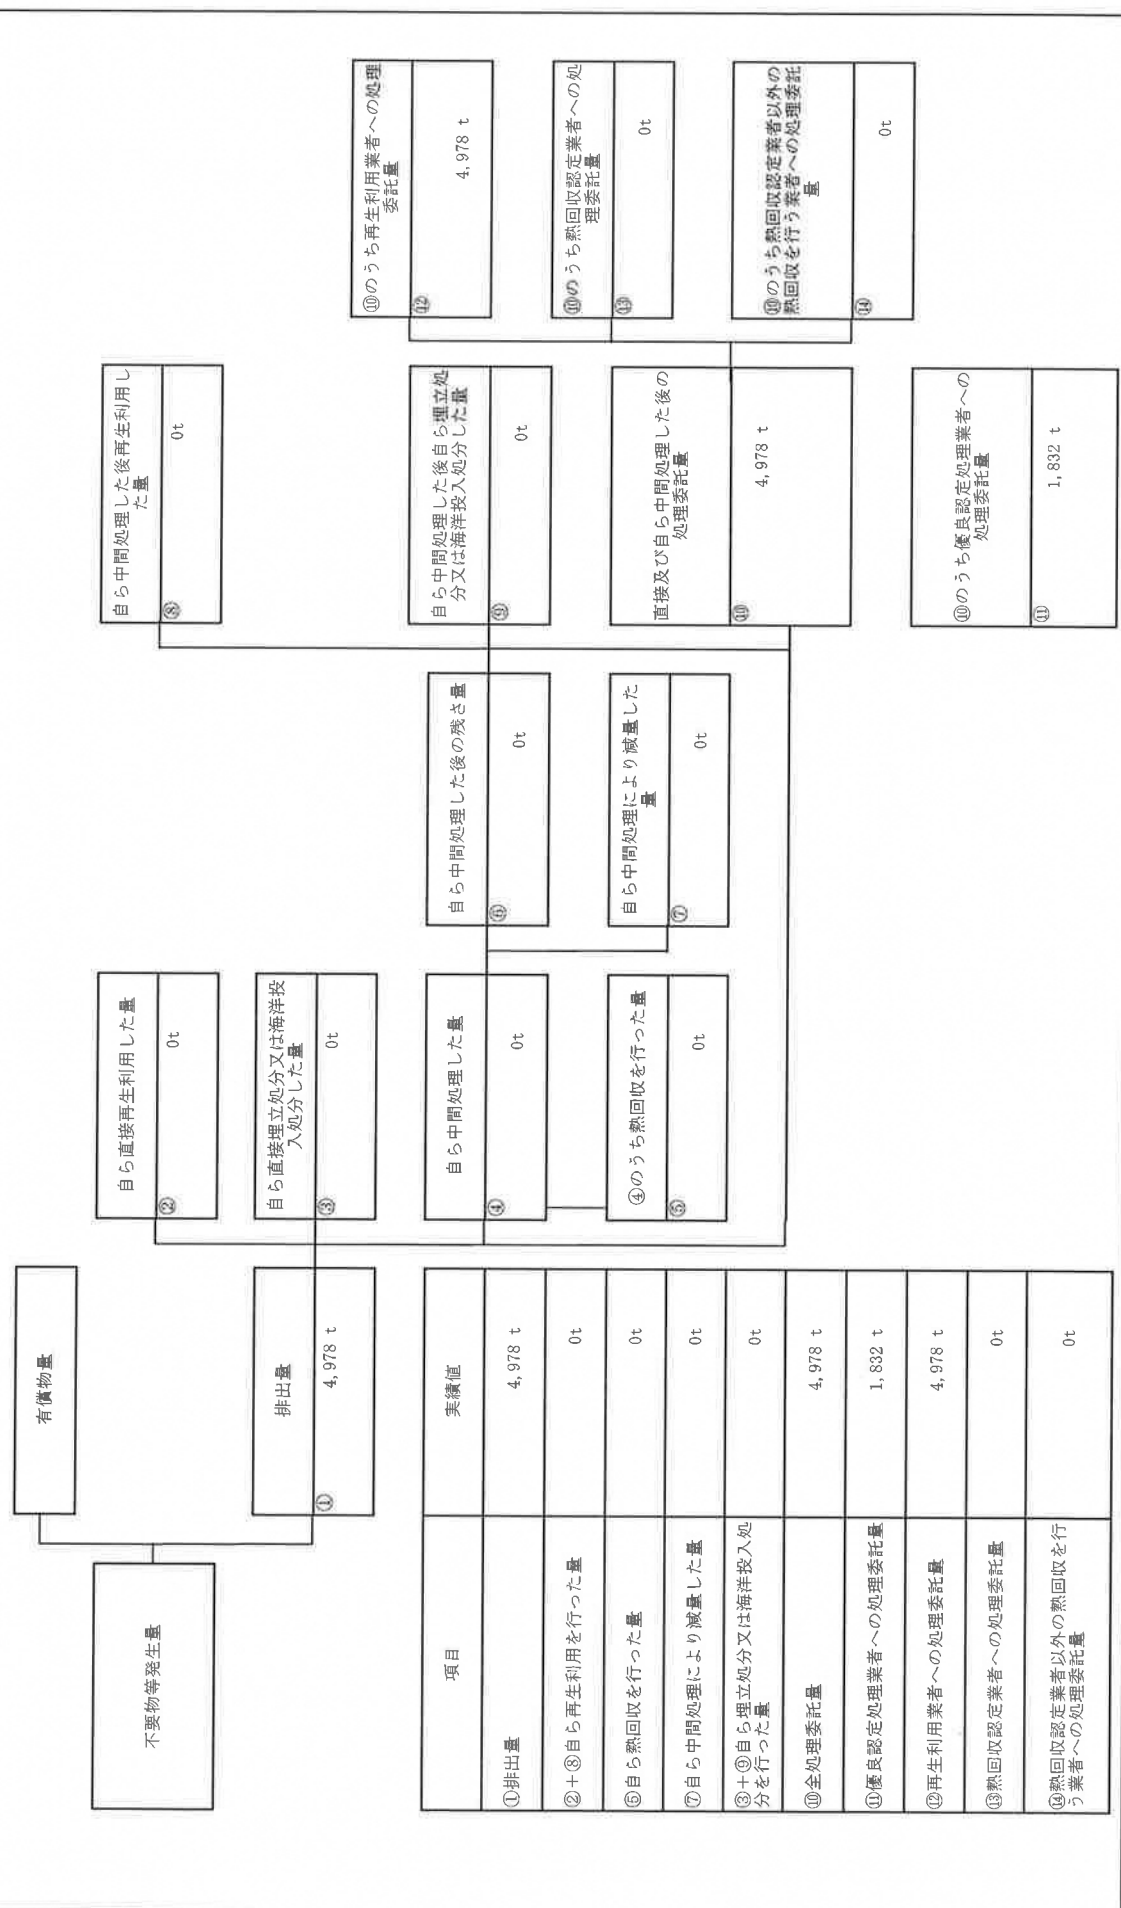 不要物等発生量
有償物量
排出量
①
4,978 t
自ら直接再生利用した量
②
0t
自ら直接埋立処分又は海洋投
入処分した量
③
0t
自ら中間処理した量
④
0t
④のうち熱回収を行った量
⑤
0t
自ら中間処理した後の残さ量
⑥
0t
自ら中間処理により減量した
量
⑦
0t
自ら中間処理した後再生利用し
た量
⑧
0t
自ら中間処理した後自ら埋立処
分又は海洋投入処分した量
⑨
0t
直接及び自ら中間処理した後の
処理委託量
⑩
4,978 t
⑩のうち優良認定処理業者への
処理委託量
⑪
1,832 t
⑩のうち再生利用業者への処理
委託量
⑫
4,978 t
⑩のうち熱回収認定業者への処
理委託量
⑬
0t
⑩のうち熱回収認定業者以外の
熱回収を行う業者への処理委託
量
⑭
0t
項目 実績値
①排出量 4,978 t
②+⑧自ら再生利用を行った量 0t
⑤自ら熱回収を行った量 0t
⑦自ら中間処理により減量した量 0t
③+⑨自ら埋立処分又は海洋投入処
分を行った量 0t
⑩全処理委託量 4,978 t
⑪優良認定処理業者への処理委託量 1,832 t
⑫再生利用業者への処理委託量 4,978 t
⑬熱回収認定業者への処理委託量 0t
⑭熱回収認定業者以外の熱回収を行
う業者への処理委託量 0t